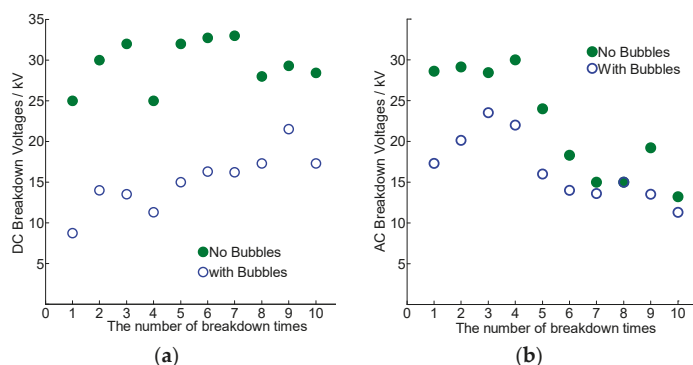 35
30
25
20
15
10
5
0 1 2 3 4 5 6 7 8 9 10
DC Breakdown Voltages / kV
The number of breakdown times
No Bubbles
with Bubbles
(a)
35
30
25
20
15
10
5
0 1 2 3 4 5 6 7 8 9 10
AC Breakdown Voltages / kV
The number of breakdown times
No Bubbles
With Bubbles
(b)